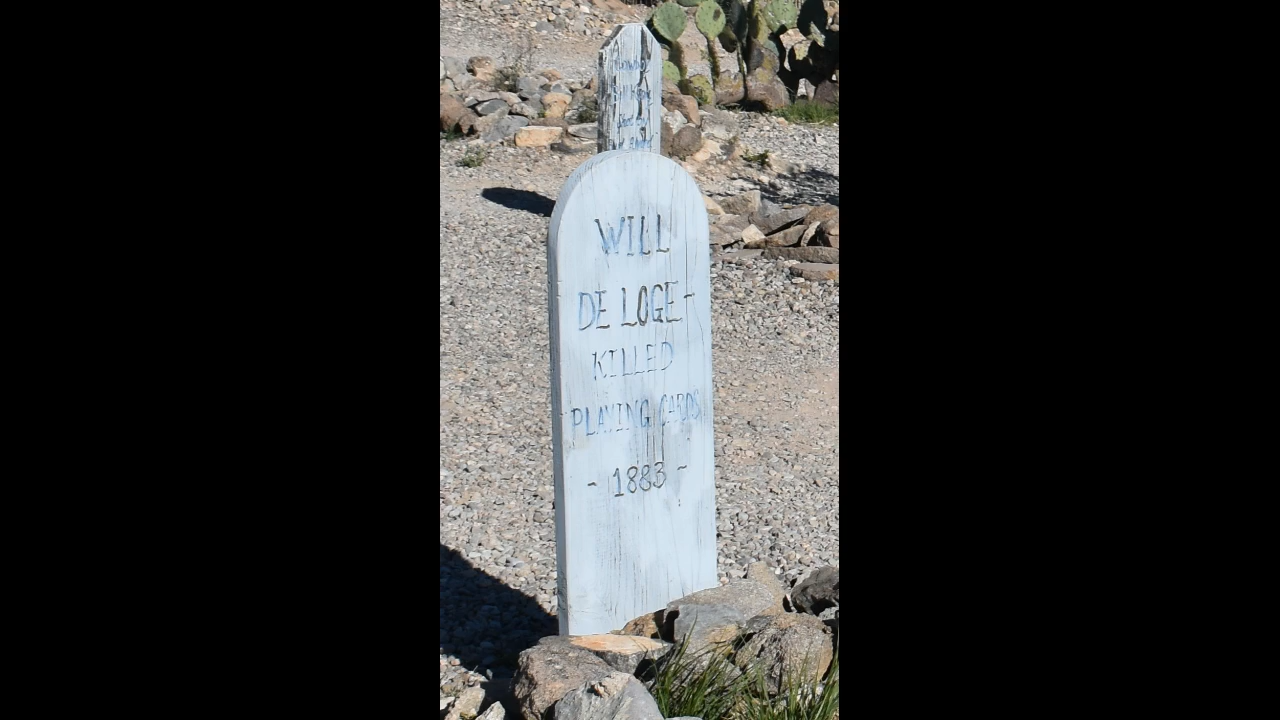 WILL
DE LOGE-
KILLED
PLAYING CARDS
- 1883 -